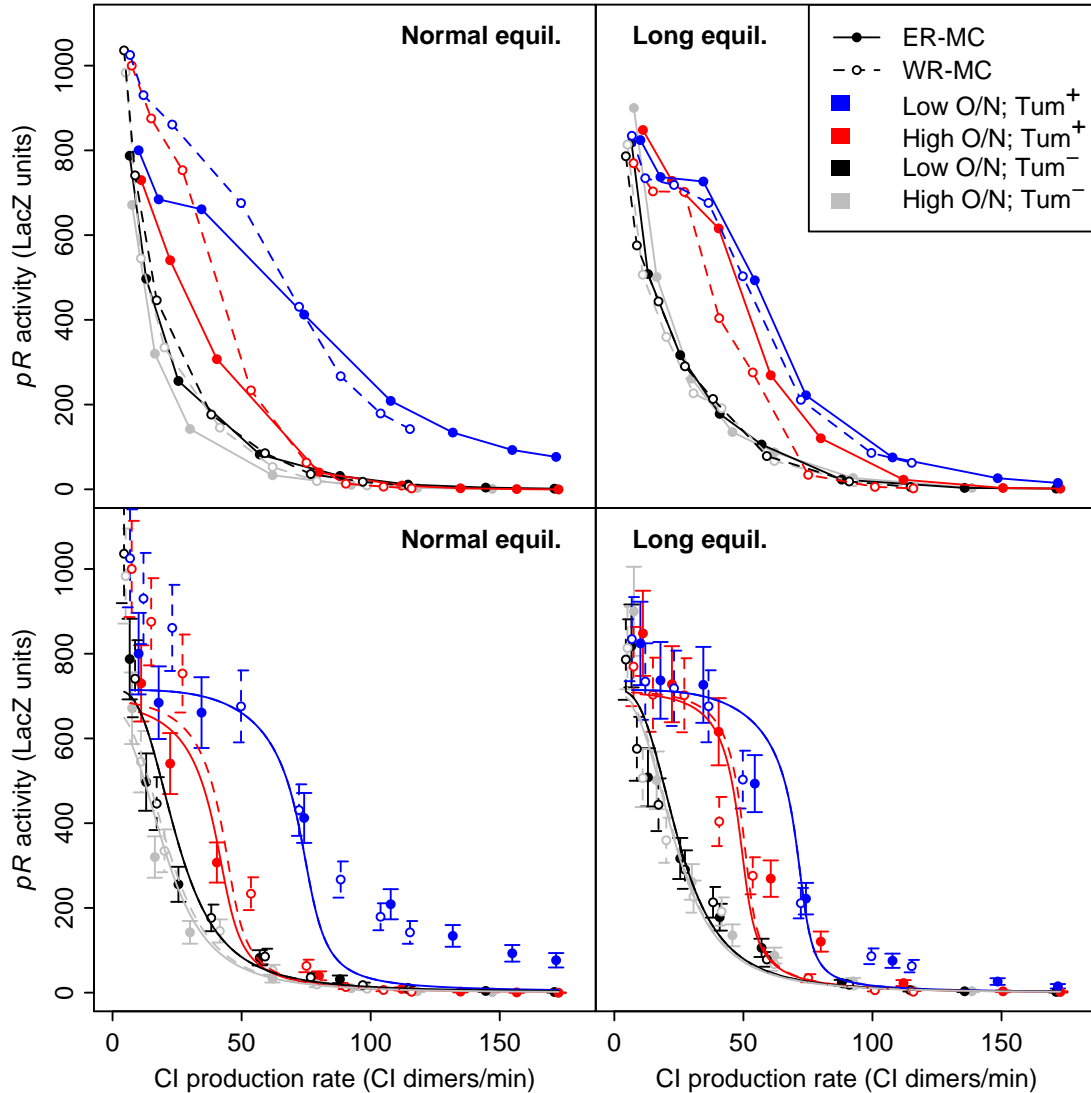 Normal equil.
Long equil.
ER-MC
WR-MC
Low O/N; Tum+
High O/N; Tum+
Low O/N; Tum−
High O/N; Tum−
pR activity (LacZ units)
0 200 400 600 800 1000
Normal equil.
Long equil.
pR activity (LacZ units)
0 200 400 600 800 1000
0 50 100 150
0 50 100 150
CI production rate (CI dimers/min)
CI production rate (CI dimers/min)